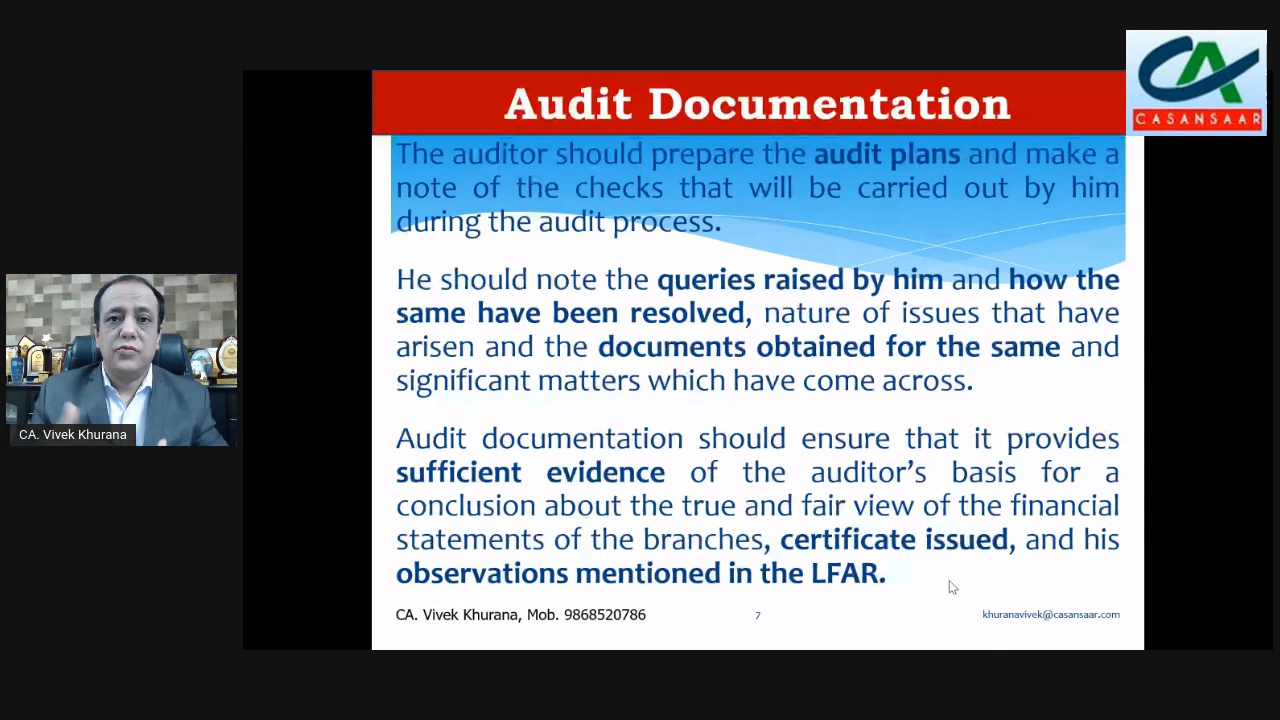 CA
CASANSAAR
Audit Documentation
The auditor should prepare the audit plans and make a
note of the checks that will be carried out by him
during the audit process.
He should note the queries raised by him and how the
same have been resolved, nature of issues that have
arisen and the documents obtained for the same and
significant matters which have come across.
Audit documentation should ensure that it provides
sufficient evidence of the auditor’s basis for a
conclusion about the true and fair view of the financial
statements of the branches, certificate issued, and his
observations mentioned in the LFAR.
CA. Vivek Khurana, Mob. 9868520786
7
khuranavivek@casansaar.com
CA. Vivek Khurana